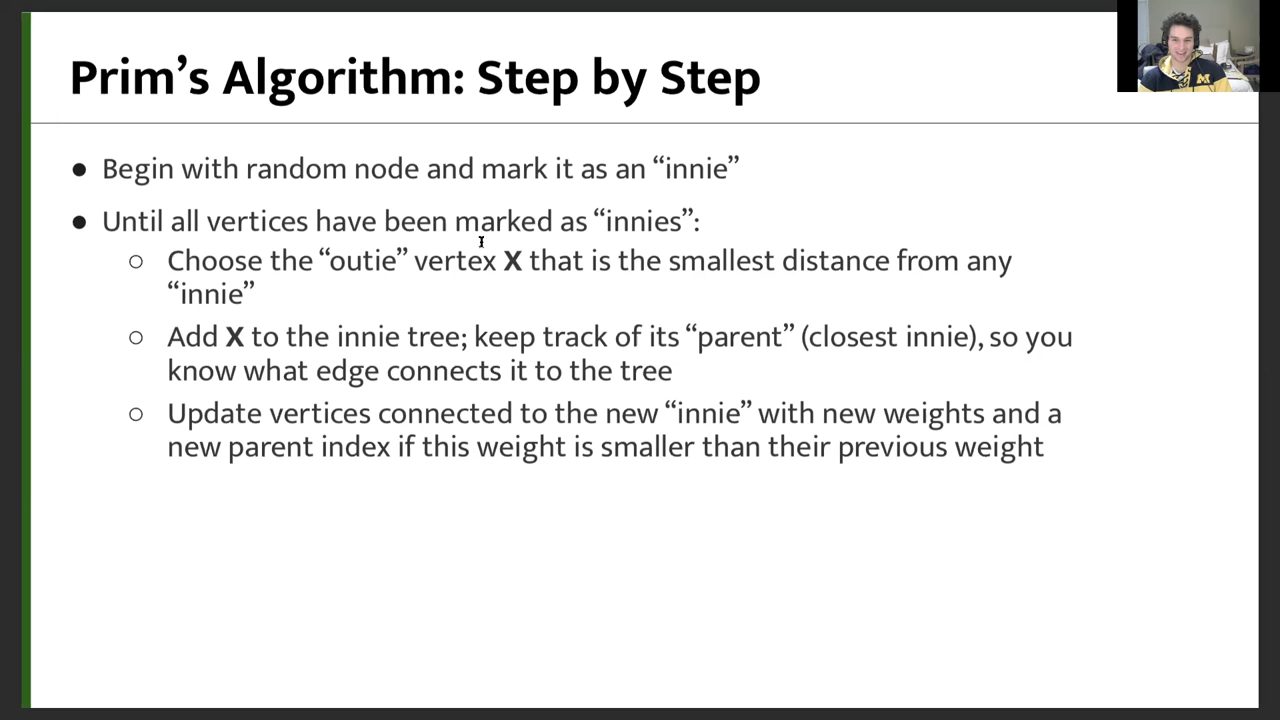 Prim’s Algorithm: Step by Step
● Begin with random node and mark it as an “innie”
● Until all vertices have been marked as “innies”:
○ Choose the “outie” vertex X that is the smallest distance from any
“innie”
○ Add X to the innie tree; keep track of its “parent” (closest innie), so you
know what edge connects it to the tree
○ Update vertices connected to the new “innie” with new weights and a
new parent index if this weight is smaller than their previous weight
M